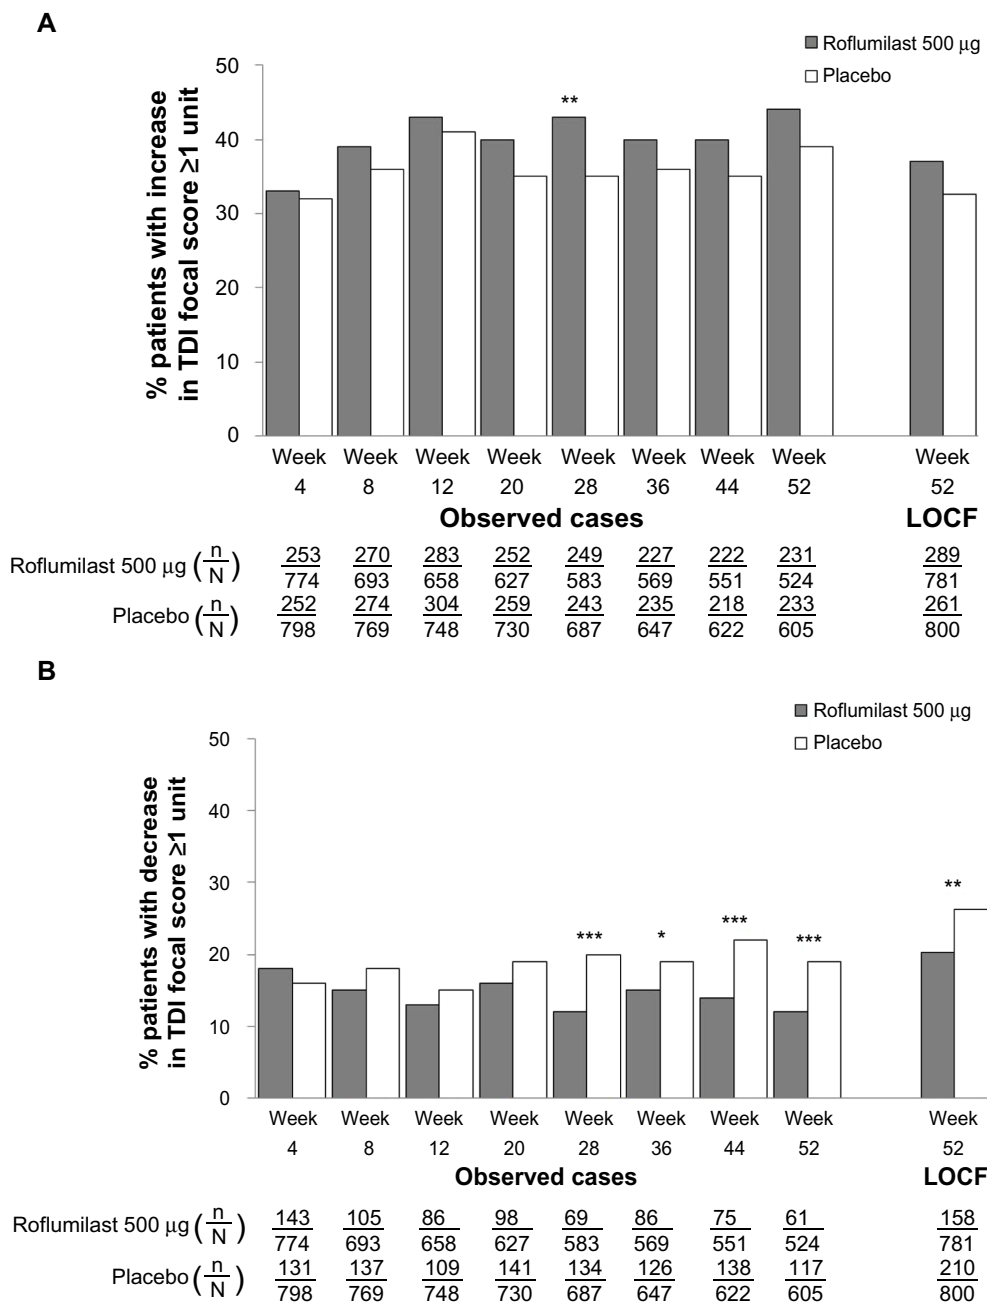 A
Roflumilast 500 μg
Placebo
% patients with increase
in TDI focal score ≥1 unit
50
40
30
20
10
0
**
Week Week Week Week Week Week Week Week Week
4 8 12 20 28 36 44 52 52
Observed cases LOCF
Roflumilast 500 μg (n/N) 253/774 270/693 283/658 252/627 249/583 227/569 222/551 231/524 289/781
Placebo (n/N) 252/798 274/769 304/748 259/730 243/687 235/647 218/622 233/605 261/800
B
Roflumilast 500 μg
Placebo
% patients with decrease
in TDI focal score ≥1 unit
50
40
30
20
10
0
*** * *** *** **
Week Week Week Week Week Week Week Week Week
4 8 12 20 28 36 44 52 52
Observed cases LOCF
Roflumilast 500 μg (n/N) 143/774 105/693 86/658 98/627 69/583 86/569 75/551 61/524 158/781
Placebo (n/N) 131/798 137/769 109/748 141/730 134/687 126/647 138/622 117/605 210/800